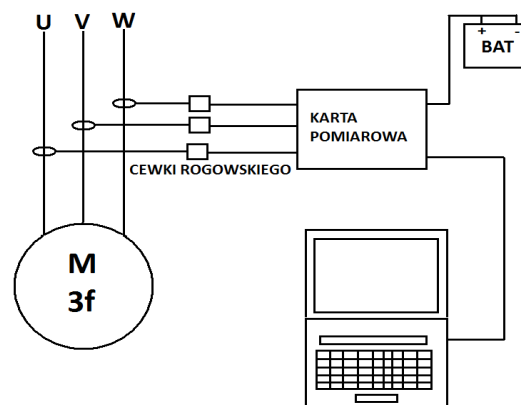 U V W
+ -
BAT
KARTA
POMIAROWA
CEWKI ROGOWSKIEGO
M
3f